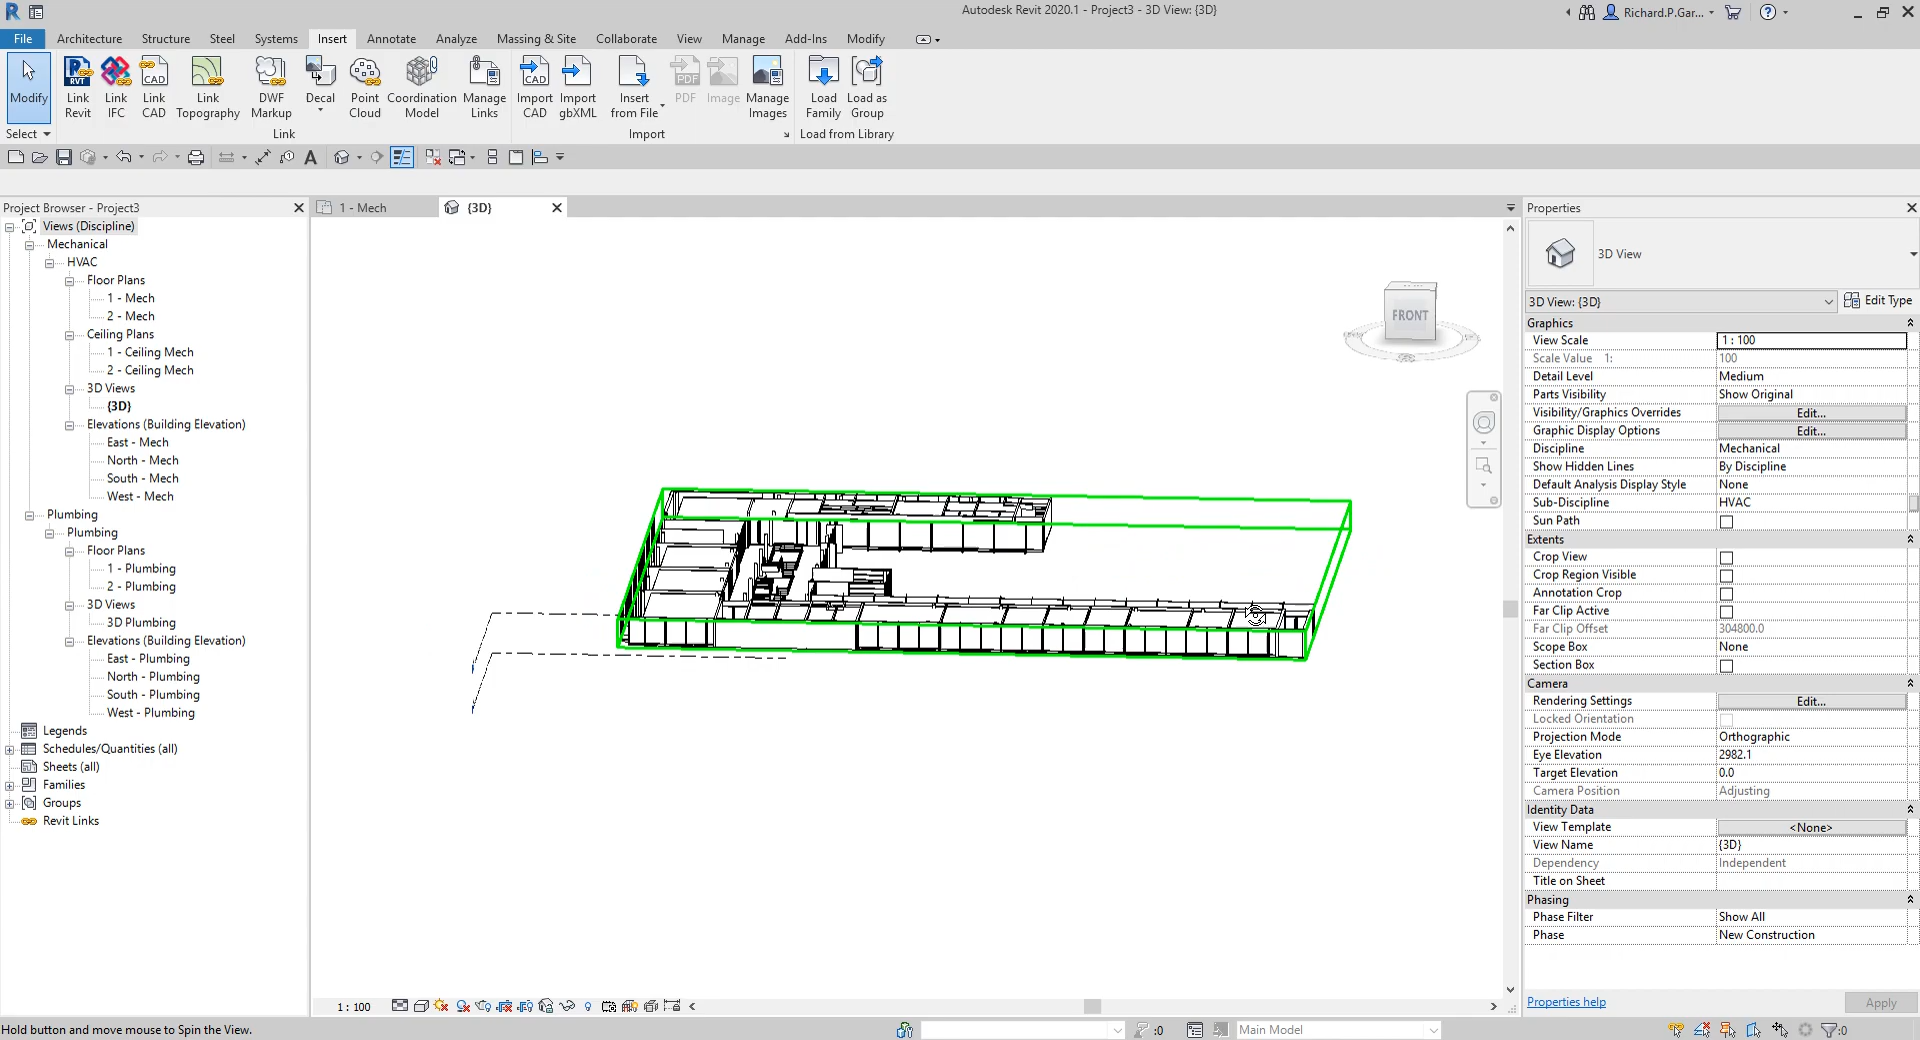 Autodesk Revit 2020.1 - Project3 - 3D View: {3D}
Richard.P.Gar...
File Architecture Structure Steel Systems Insert Annotate Analyze Massing & Site Collaborate View Manage Add-Ins Modify
Modify
Link Revit
Link IFC
Link CAD
Link Topography
DWF Markup
Decal
Point Cloud
Coordination Model
Manage Links
Import CAD
Import gbXML
Insert from File
PDF
Image
Manage Images
Load Family
Load as Group
Select
Link
Import
Load from Library
Project Browser - Project3
Views (Discipline)
Mechanical
HVAC
Floor Plans
1 - Mech
2 - Mech
Ceiling Plans
1 - Ceiling Mech
2 - Ceiling Mech
3D Views
{3D}
Elevations (Building Elevation)
East - Mech
North - Mech
South - Mech
West - Mech
Plumbing
Plumbing
Floor Plans
1 - Plumbing
2 - Plumbing
3D Views
3D Plumbing
Elevations (Building Elevation)
East - Plumbing
North - Plumbing
South - Plumbing
West - Plumbing
Legends
Schedules/Quantities (all)
Sheets (all)
Families
Groups
Revit Links
1 - Mech
{3D}
FRONT
Properties
3D View
3D View: {3D}
Edit Type
Graphics
View Scale 1 : 100
Scale Value 1: 100
Detail Level Medium
Parts Visibility Show Original
Visibility/Graphics Overrides Edit...
Graphic Display Options Edit...
Discipline Mechanical
Show Hidden Lines By Discipline
Default Analysis Display Style None
Sub-Discipline HVAC
Sun Path
Extents
Crop View
Crop Region Visible
Annotation Crop
Far Clip Active
Far Clip Offset 304800.0
Scope Box None
Section Box
Camera
Rendering Settings Edit...
Locked Orientation
Projection Mode Orthographic
Eye Elevation 2982.1
Target Elevation 0.0
Camera Position Adjusting
Identity Data
View Template <None>
View Name {3D}
Dependency Independent
Title on Sheet
Phasing
Phase Filter Show All
Phase New Construction
Properties help
Apply
1 : 100
Hold button and move mouse to Spin the View.
:0
Main Model
:0